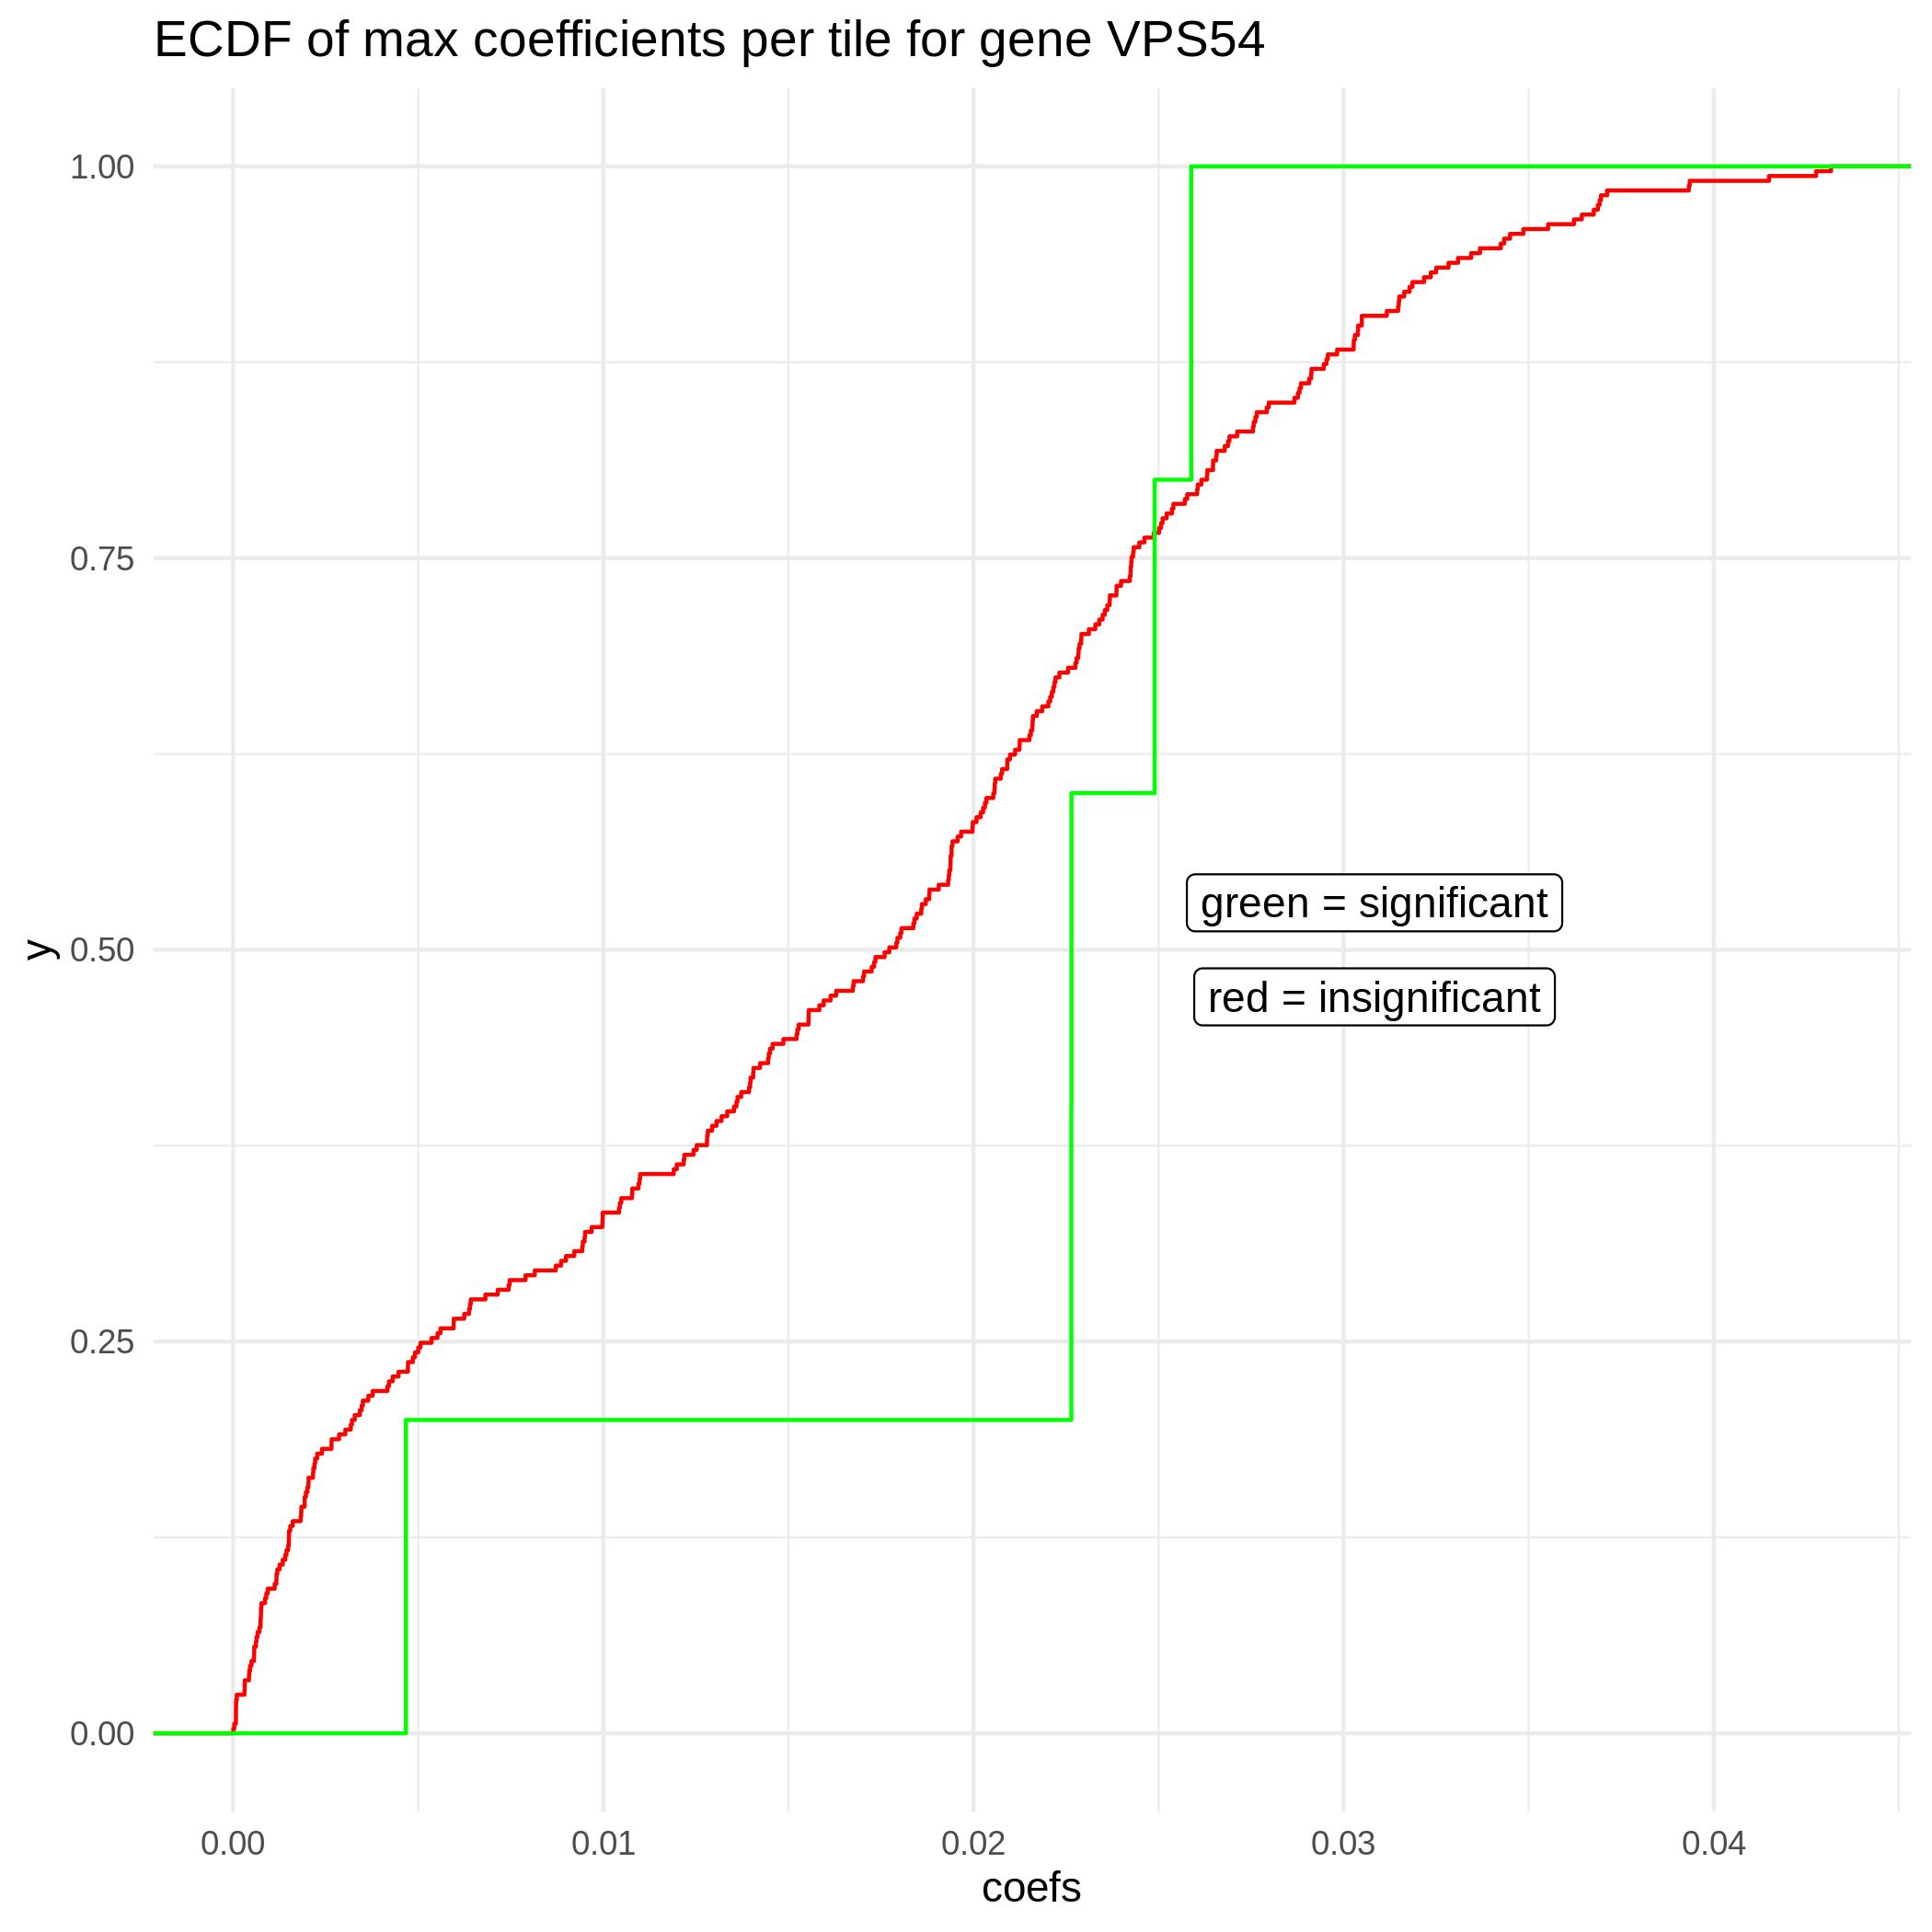 ECDF of max coefficients per tile for gene VPS54
1.00
0.75
y
0.50
0.25
0.00
green = significant
red = insignificant
0.00 0.01 0.02 0.03 0.04
coefs